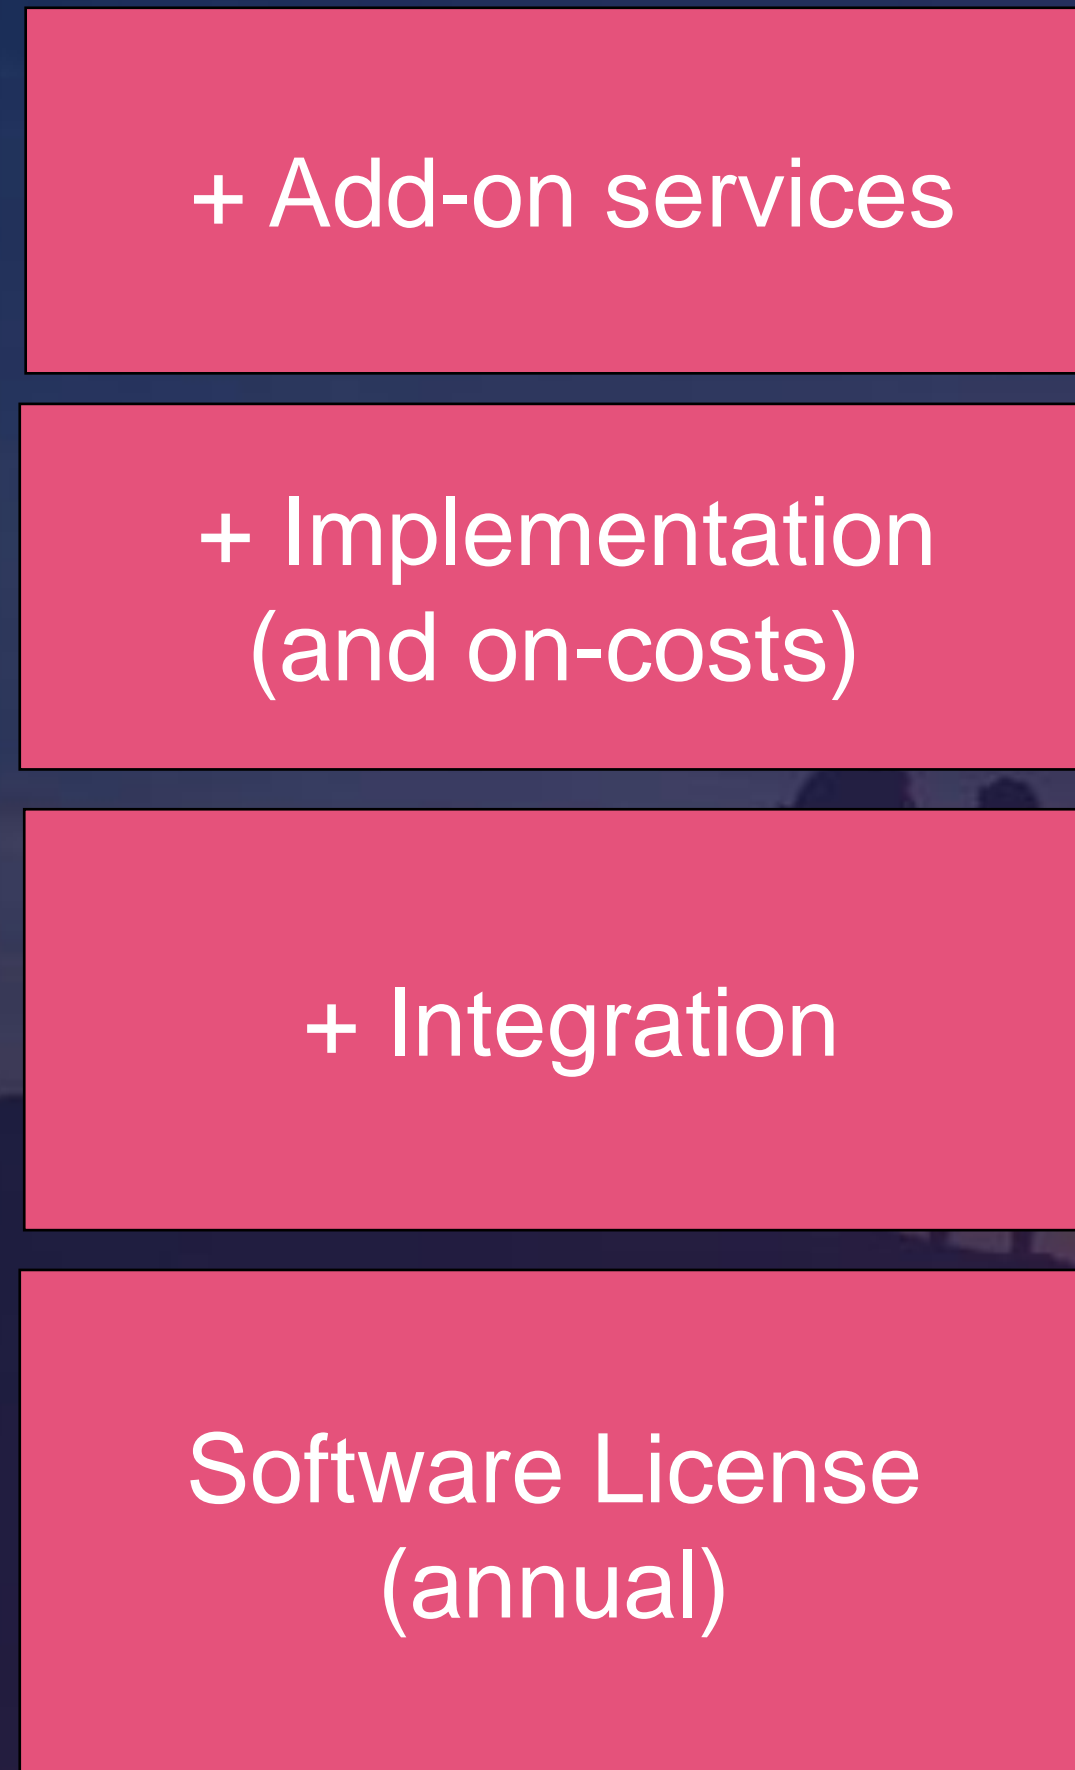 + Add-on services
+ Implementation
(and on-costs)
+ Integration
Software License
(annual)